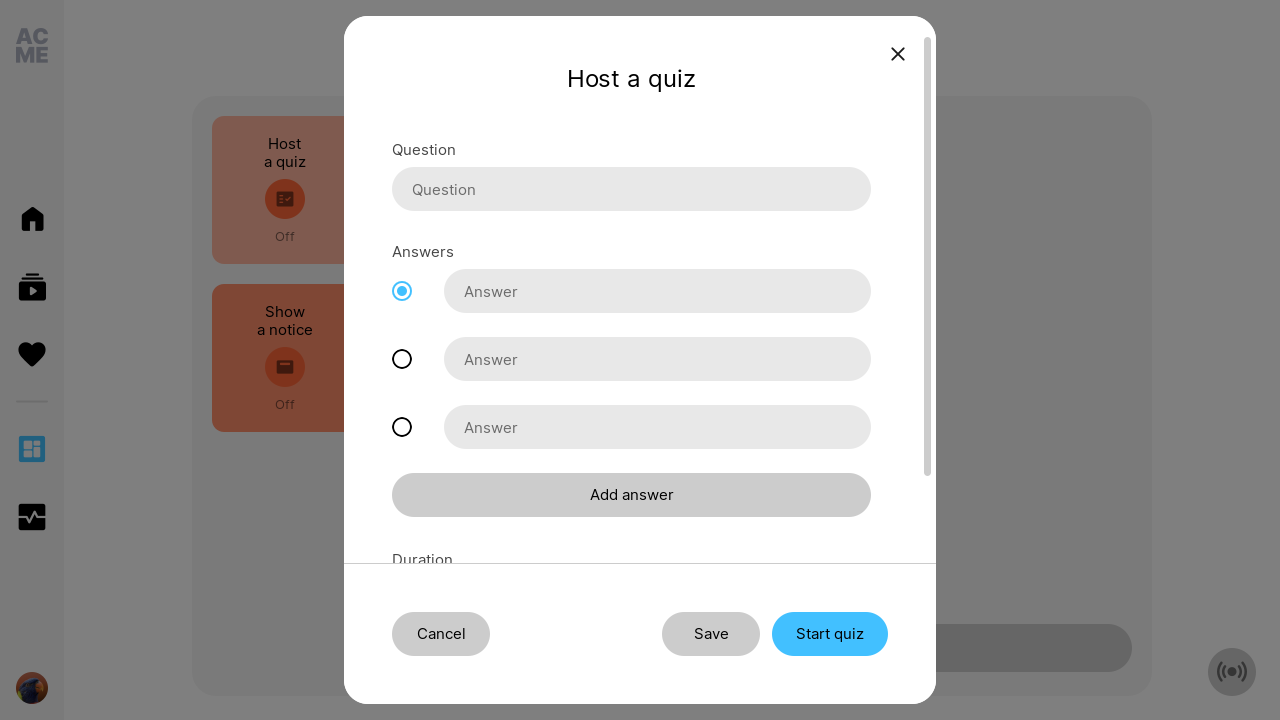 AC
ME
Host
a quiz
Off
Show
a notice
Off
Host a quiz
Question
Question
Answers
Answer
Answer
Answer
Add answer
Duration
Cancel
Save
Start quiz